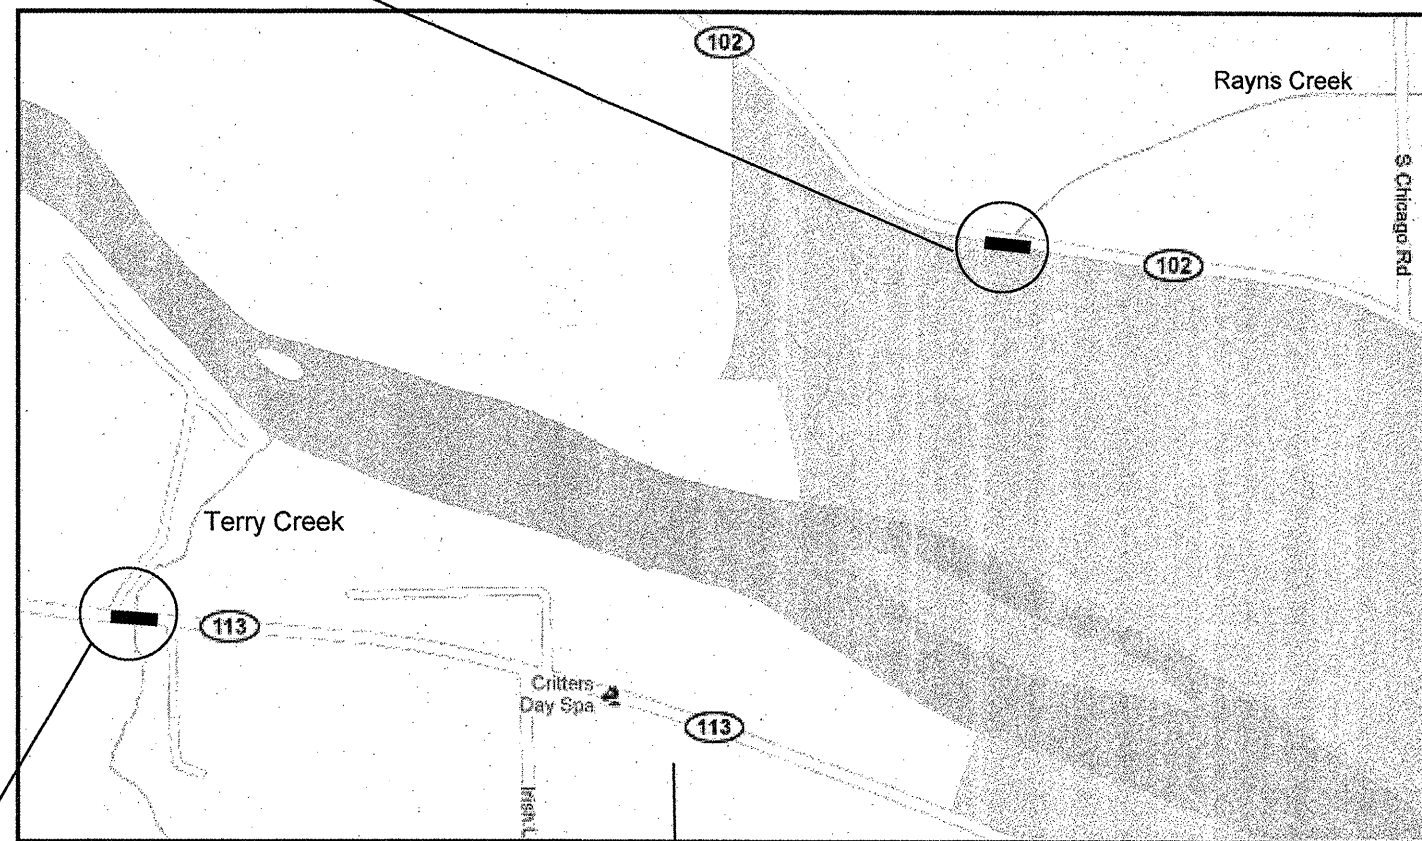 102
Rayns Creek
S. Chicago Rd
102
Terry Creek
113
Critters
Day Spa
113